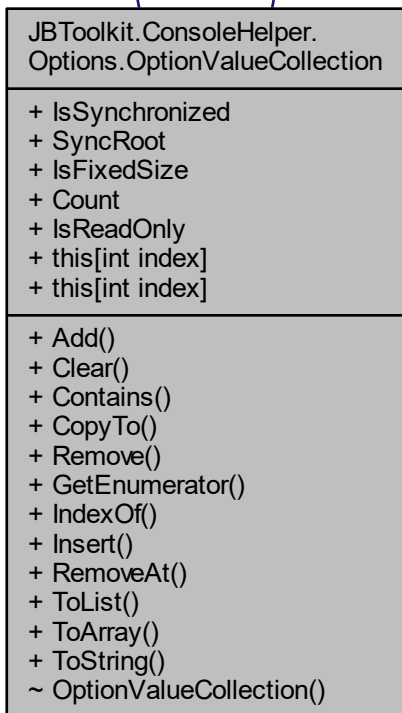 JBToolkit.ConsoleHelper.
Options.OptionValueCollection
+ IsSynchronized
+ SyncRoot
+ IsFixedSize
+ Count
+ IsReadOnly
+ this[int index]
+ this[int index]
+ Add()
+ Clear()
+ Contains()
+ CopyTo()
+ Remove()
+ GetEnumerator()
+ IndexOf()
+ Insert()
+ RemoveAt()
+ ToList()
+ ToArray()
+ ToString()
~ OptionValueCollection()